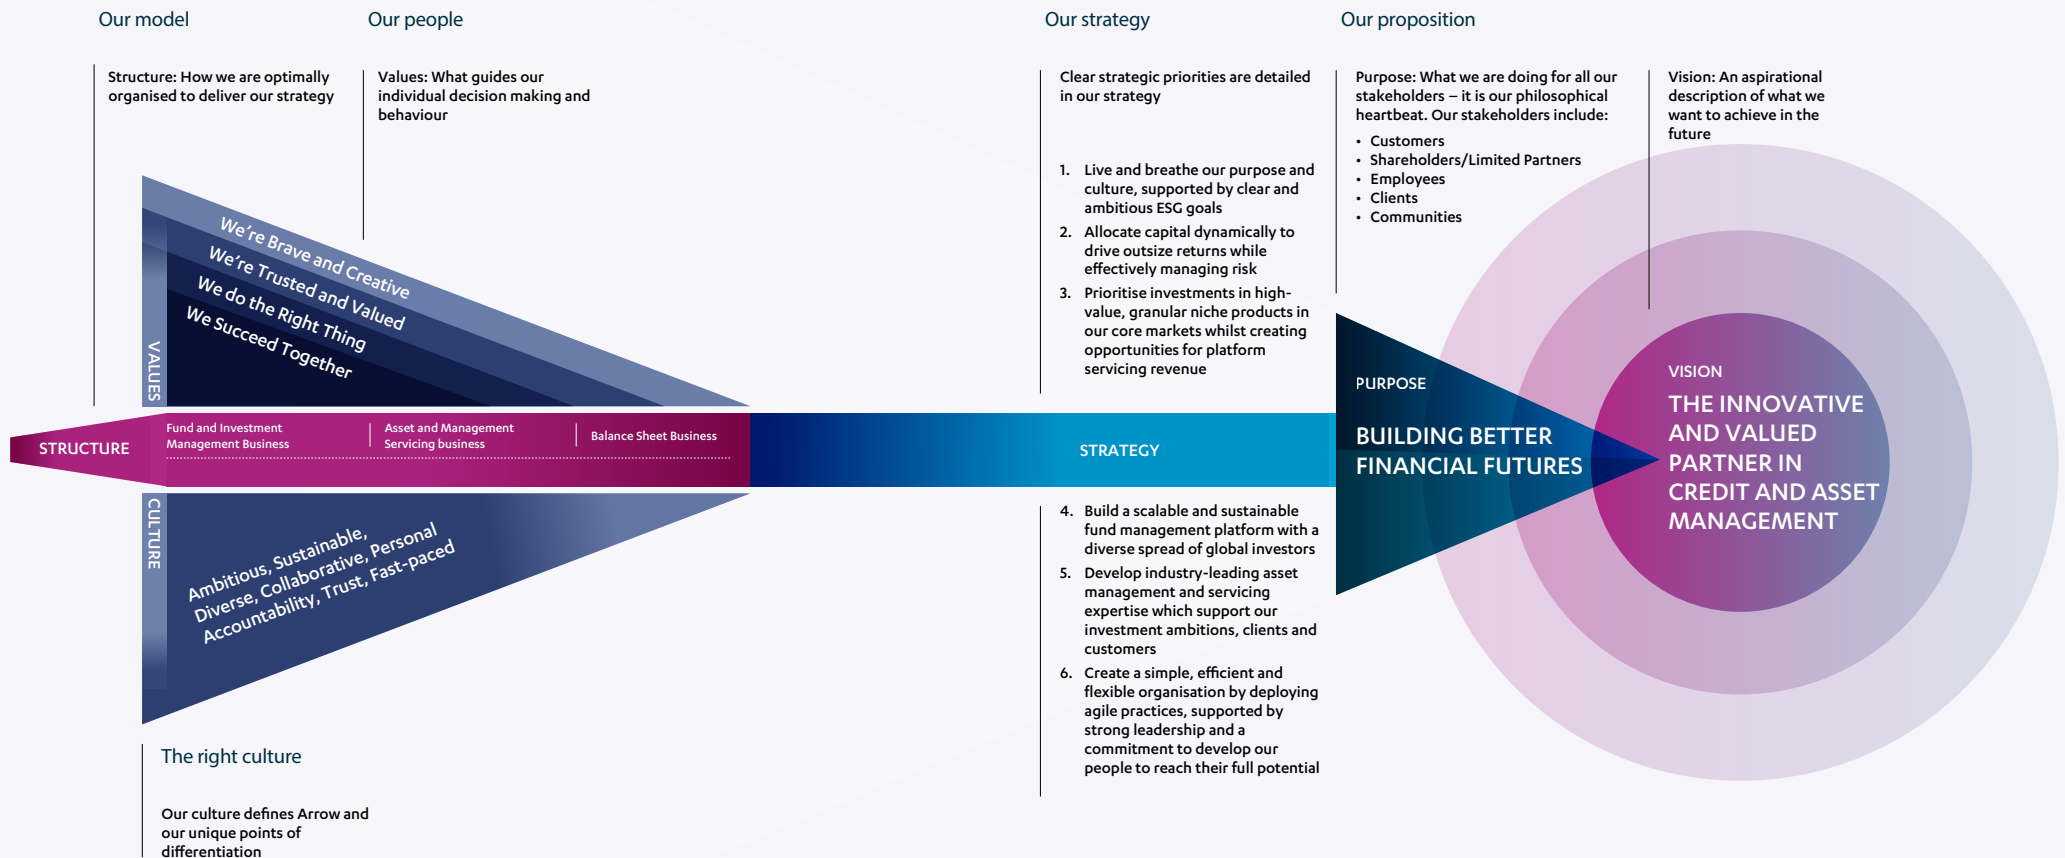 Our model
Structure: How we are optimally
organised to deliver our strategy
Our people
Values: What guides our
individual decision making and
behaviour
VALUES
We’re Brave and Creative
We’re Trusted and Valued
We do the Right Thing
We Succeed Together
STRUCTURE
Fund and Investment
Management Business
Asset and Management
Servicing business
Balance Sheet Business
CULTURE
Ambitious, Sustainable,
Diverse, Collaborative, Personal
Accountability, Trust, Fast-paced
The right culture
Our culture defines Arrow and
our unique points of
differentiation
Our strategy
Clear strategic priorities are detailed
in our strategy
1. Live and breathe our purpose and
culture, supported by clear and
ambitious ESG goals
2. Allocate capital dynamically to
drive outsize returns while
effectively managing risk
3. Prioritise investments in high-
value, granular niche products in
our core markets whilst creating
opportunities for platform
servicing revenue
STRATEGY
4. Build a scalable and sustainable
fund management platform with a
diverse spread of global investors
5. Develop industry-leading asset
management and servicing
expertise which support our
investment ambitions, clients and
customers
6. Create a simple, efficient and
flexible organisation by deploying
agile practices, supported by
strong leadership and a
commitment to develop our
people to reach their full potential
Our proposition
Purpose: What we are doing for all our
stakeholders – it is our philosophical
heartbeat. Our stakeholders include:
• Customers
• Shareholders/Limited Partners
• Employees
• Clients
• Communities
PURPOSE
BUILDING BETTER
FINANCIAL FUTURES
Vision: An aspirational
description of what we
want to achieve in the
future
VISION
THE INNOVATIVE
AND VALUED
PARTNER IN
CREDIT AND ASSET
MANAGEMENT